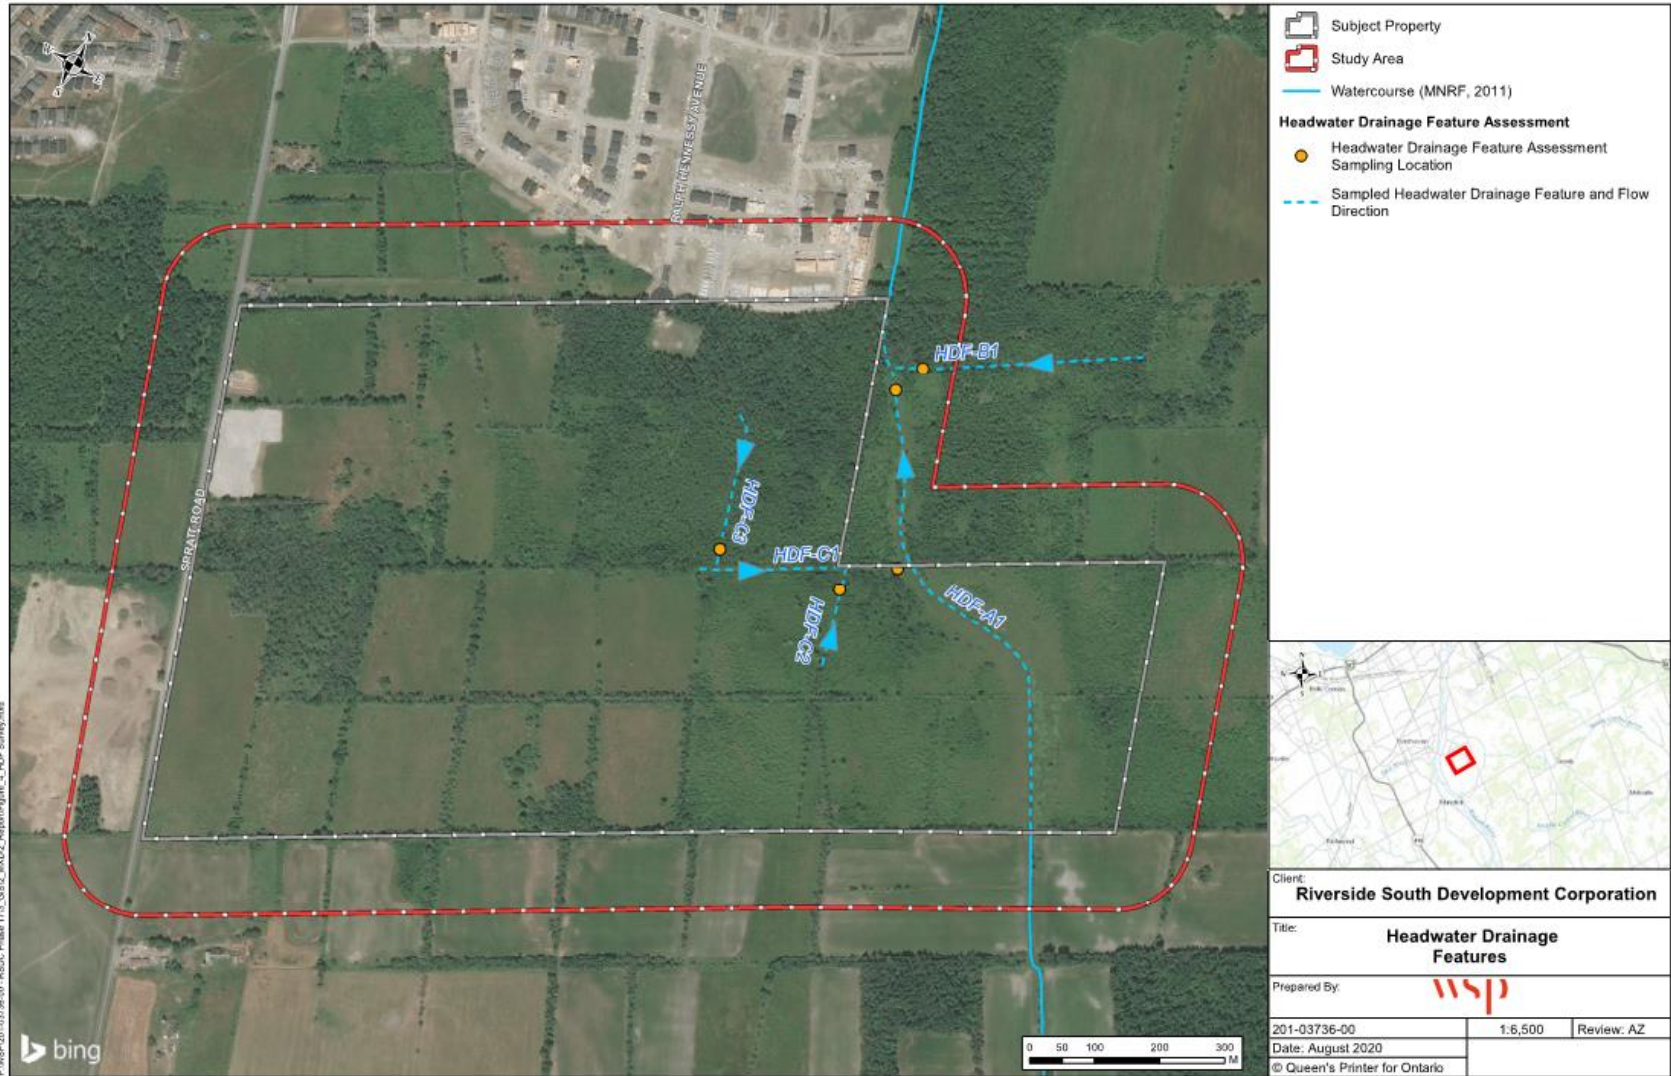 Subject Property
Study Area
Watercourse (MNRF, 2011)
Headwater Drainage Feature Assessment
Headwater Drainage Feature Assessment
Sampling Location
Sampled Headwater Drainage Feature and Flow
Direction
RALPH HENNESSY AVENUE
SPRATT ROAD
HDF-B1
HDF-C3
HDF-C1
HDF-C2
HDF-A1
bing
0 50 100 200 300
M
Client:
Riverside South Development Corporation
Title:
Headwater Drainage
Features
Prepared By:
wsp
201-03736-00 1:6,500 Review: AZ
Date: August 2020
© Queen's Printer for Ontario